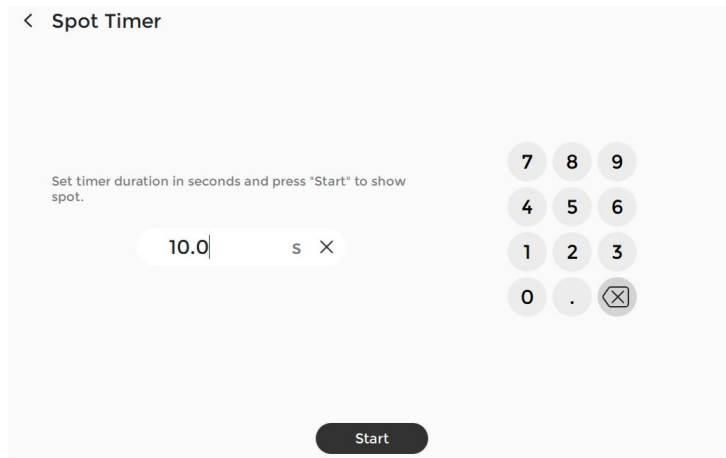 Spot Timer
Set timer duration in seconds and press "Start" to show
spot.
10.0 s
7 8 9
4 5 6
1 2 3
0 .
Start